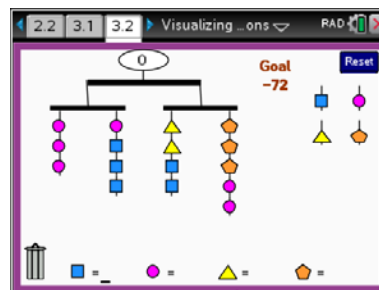 2.2 3.1 3.2 Visualizing ...ons RAD
0
Goal
-72
Reset
= _ = = =